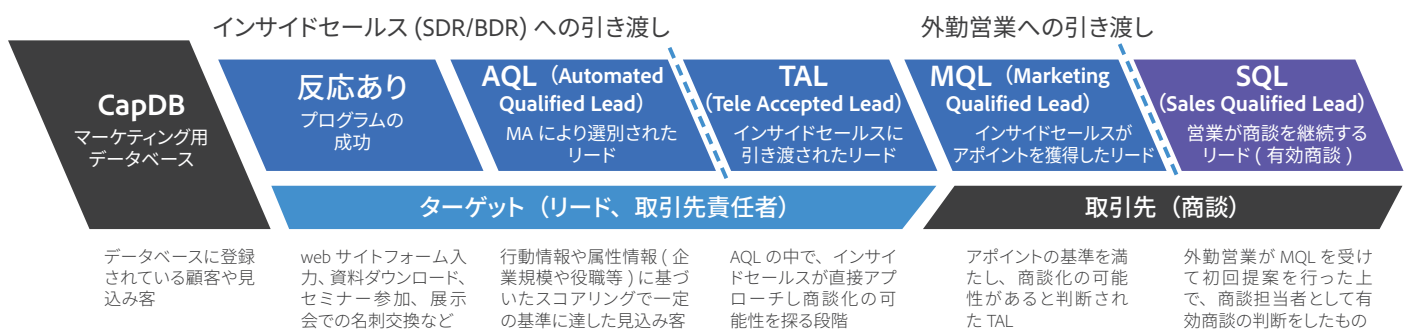 インサイドセールス (SDR/BDR) への引き渡し
外勤営業への引き渡し
CapDB
マーケティング用
データベース
反応あり
プログラムの
成功
AQL（Automated
Qualified Lead）
MA により選別された
リード
TAL
（Tele Accepted Lead）
インサイドセールスに
引き渡されたリード
MQL（Marketing
Qualified Lead）
インサイドセールスが
アポイントを獲得したリード
SQL
（Sales Qualified Lead）
営業が商談を継続する
リード ( 有効商談 )
ターゲット（リード、取引先責任者）
取引先（商談）
データベースに登録
されている顧客や見
込み客
web サイトフォーム入
力、資料ダウンロード、
セミナー参加、展示
会での名刺交換など
行動情報や属性情報 ( 企
業規模や役職等 ) に基づ
いたスコアリングで一定
の基準に達した見込み客
AQL の中で、インサイ
ドセールスが直接アプ
ローチし商談化の可
能性を探る段階
アポイントの基準を満
たし、商談化の可能
性があると判断され
た TAL
外勤営業が MQL を受け
て初回提案を行った上
で、商談担当者として有
効商談の判断をしたもの